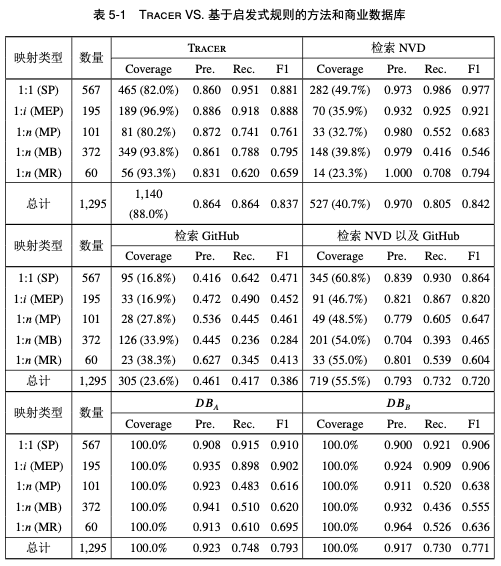 表 5-1 TRACER VS. 基于启发式规则的方法和商业数据库
映射类型 数量 TRACER 检索 NVD
Coverage Pre. Rec. F1 Coverage Pre. Rec. F1
1:1 (SP) 567 465 (82.0%) 0.860 0.951 0.881 282 (49.7%) 0.973 0.986 0.977
1:i (MEP) 195 189 (96.9%) 0.886 0.918 0.888 70 (35.9%) 0.932 0.925 0.921
1:n (MP) 101 81 (80.2%) 0.872 0.741 0.761 33 (32.7%) 0.980 0.552 0.683
1:n (MB) 372 349 (93.8%) 0.861 0.788 0.795 148 (39.8%) 0.979 0.416 0.546
1:n (MR) 60 56 (93.3%) 0.831 0.620 0.659 14 (23.3%) 1.000 0.708 0.794
总计 1,295 1,140 (88.0%) 0.864 0.864 0.837 527 (40.7%) 0.970 0.805 0.842
映射类型 数量 检索 GitHub 检索 NVD 以及 GitHub
Coverage Pre. Rec. F1 Coverage Pre. Rec. F1
1:1 (SP) 567 95 (16.8%) 0.416 0.642 0.471 345 (60.8%) 0.839 0.930 0.864
1:i (MEP) 195 33 (16.9%) 0.472 0.490 0.452 91 (46.7%) 0.821 0.867 0.820
1:n (MP) 101 28 (27.8%) 0.536 0.445 0.461 49 (48.5%) 0.779 0.605 0.647
1:n (MB) 372 126 (33.9%) 0.445 0.236 0.284 201 (54.0%) 0.704 0.393 0.465
1:n (MR) 60 23 (38.3%) 0.627 0.345 0.413 33 (55.0%) 0.801 0.539 0.604
总计 1,295 305 (23.6%) 0.461 0.417 0.386 719 (55.5%) 0.793 0.732 0.720
映射类型 数量 DBA DBB
Coverage Pre. Rec. F1 Coverage Pre. Rec. F1
1:1 (SP) 567 100.0% 0.908 0.915 0.910 100.0% 0.900 0.921 0.906
1:i (MEP) 195 100.0% 0.935 0.898 0.902 100.0% 0.924 0.909 0.906
1:n (MP) 101 100.0% 0.923 0.483 0.616 100.0% 0.911 0.520 0.638
1:n (MB) 372 100.0% 0.941 0.510 0.620 100.0% 0.932 0.436 0.555
1:n (MR) 60 100.0% 0.913 0.610 0.695 100.0% 0.964 0.526 0.636
总计 1,295 100.0% 0.923 0.748 0.793 100.0% 0.917 0.730 0.771